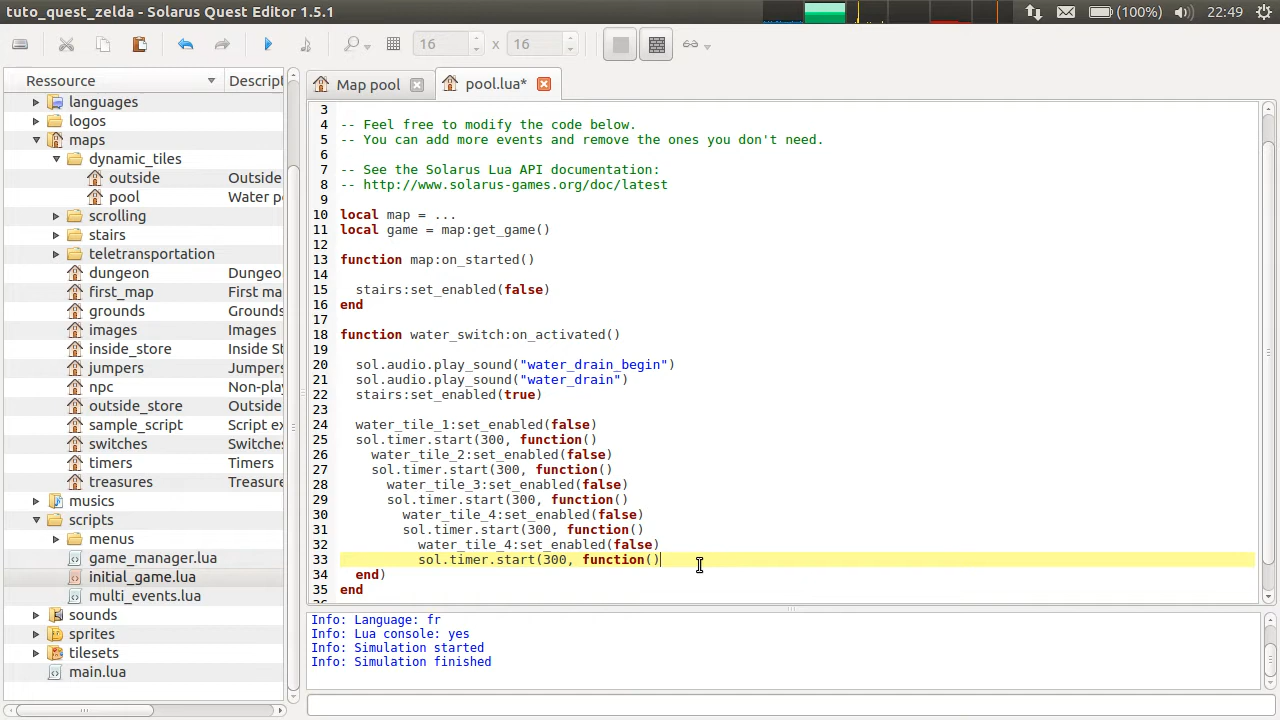 tuto_quest_zelda - Solarus Quest Editor 1.5.1
(100%)
22:49
16 x 16
Ressource
Descript
languages
logos
maps
dynamic_tiles
outside Outside
pool Water po
scrolling
stairs
teletransportation
dungeon Dungeo
first_map First ma
grounds Grounds
images Images
inside_store Inside St
jumpers Jumpers
npc Non-play
outside_store Outside
sample_script Script ex
switches Switches
timers Timers
treasures Treasure
musics
scripts
menus
game_manager.lua
initial_game.lua
multi_events.lua
sounds
sprites
tilesets
main.lua
Map pool
pool.lua*
3
4 -- Feel free to modify the code below.
5 -- You can add more events and remove the ones you don't need.
6
7 -- See the Solarus Lua API documentation:
8 -- http://www.solarus-games.org/doc/latest
9
10 local map = ...
11 local game = map:get_game()
12
13 function map:on_started()
14
15 stairs:set_enabled(false)
16 end
17
18 function water_switch:on_activated()
19
20 sol.audio.play_sound("water_drain_begin")
21 sol.audio.play_sound("water_drain")
22 stairs:set_enabled(true)
23
24 water_tile_1:set_enabled(false)
25 sol.timer.start(300, function()
26 water_tile_2:set_enabled(false)
27 sol.timer.start(300, function()
28 water_tile_3:set_enabled(false)
29 sol.timer.start(300, function()
30 water_tile_4:set_enabled(false)
31 sol.timer.start(300, function()
32 water_tile_4:set_enabled(false)
33 sol.timer.start(300, function()
34 end)
35 end
Info: Language: fr
Info: Lua console: yes
Info: Simulation started
Info: Simulation finished